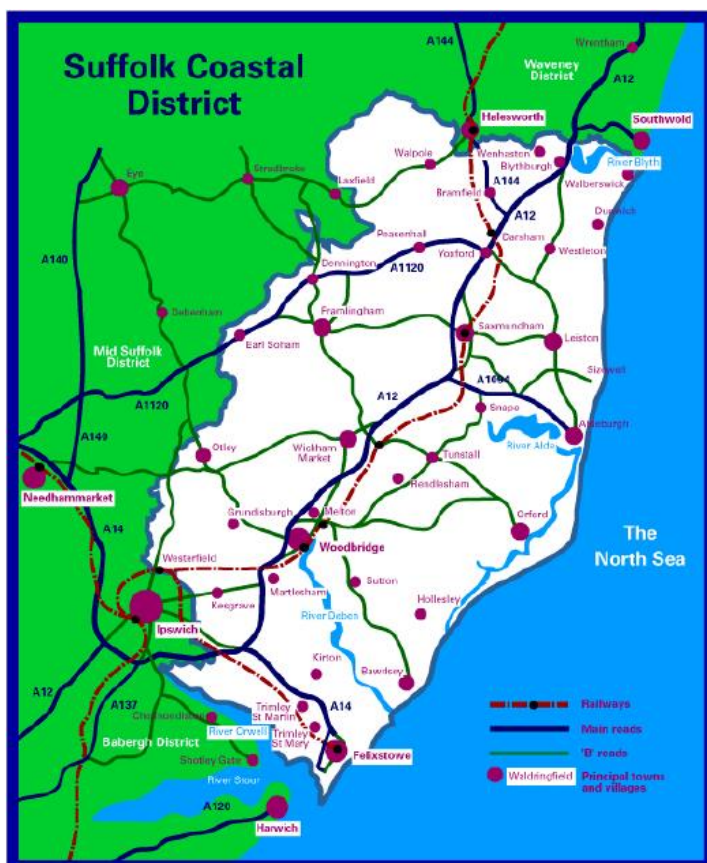 A144
Wrentham
Suffolk Coastal
District
Waveney
District
A12
Halesworth
Southwold
Walpole
Wenhaston
Blythburgh
River Blyth
Stradbroke
Laxfield
Eye
A144
Bramfield
Walberswick
Dunwich
A12
Peasenhall
Darsham
Yoxford
Westleton
A140
Dennington
A1120
Debenham
Framlingham
Saxmundham
Leiston
Earl Soham
Mid Suffolk
District
Sizewell
A12
A1094
A1120
Snape
Aldeburgh
A140
Otley
Wickham
Market
River Alde
Tunstall
Rendlesham
Needhammarket
Grundisburgh
Melton
Orford
A14
Woodbridge
The
North Sea
Westerfield
Martlesham
Sutton
Kesgrave
Hollesley
River Deben
Ipswich
Kirton
Bawdsey
A12
A137
Trimley
St Martin
A14
Railways
Chelmondiston
River Orwell
Trimley
St Mary
Main roads
Babergh District
Felixstowe
'B' roads
Shotley Gate
Waldringfield
Principal towns
and villages
River Stour
A120
Harwich